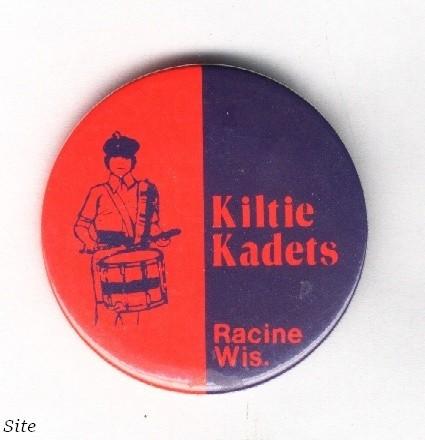 Kiltie
Kadets
Racine
Wis.
Site